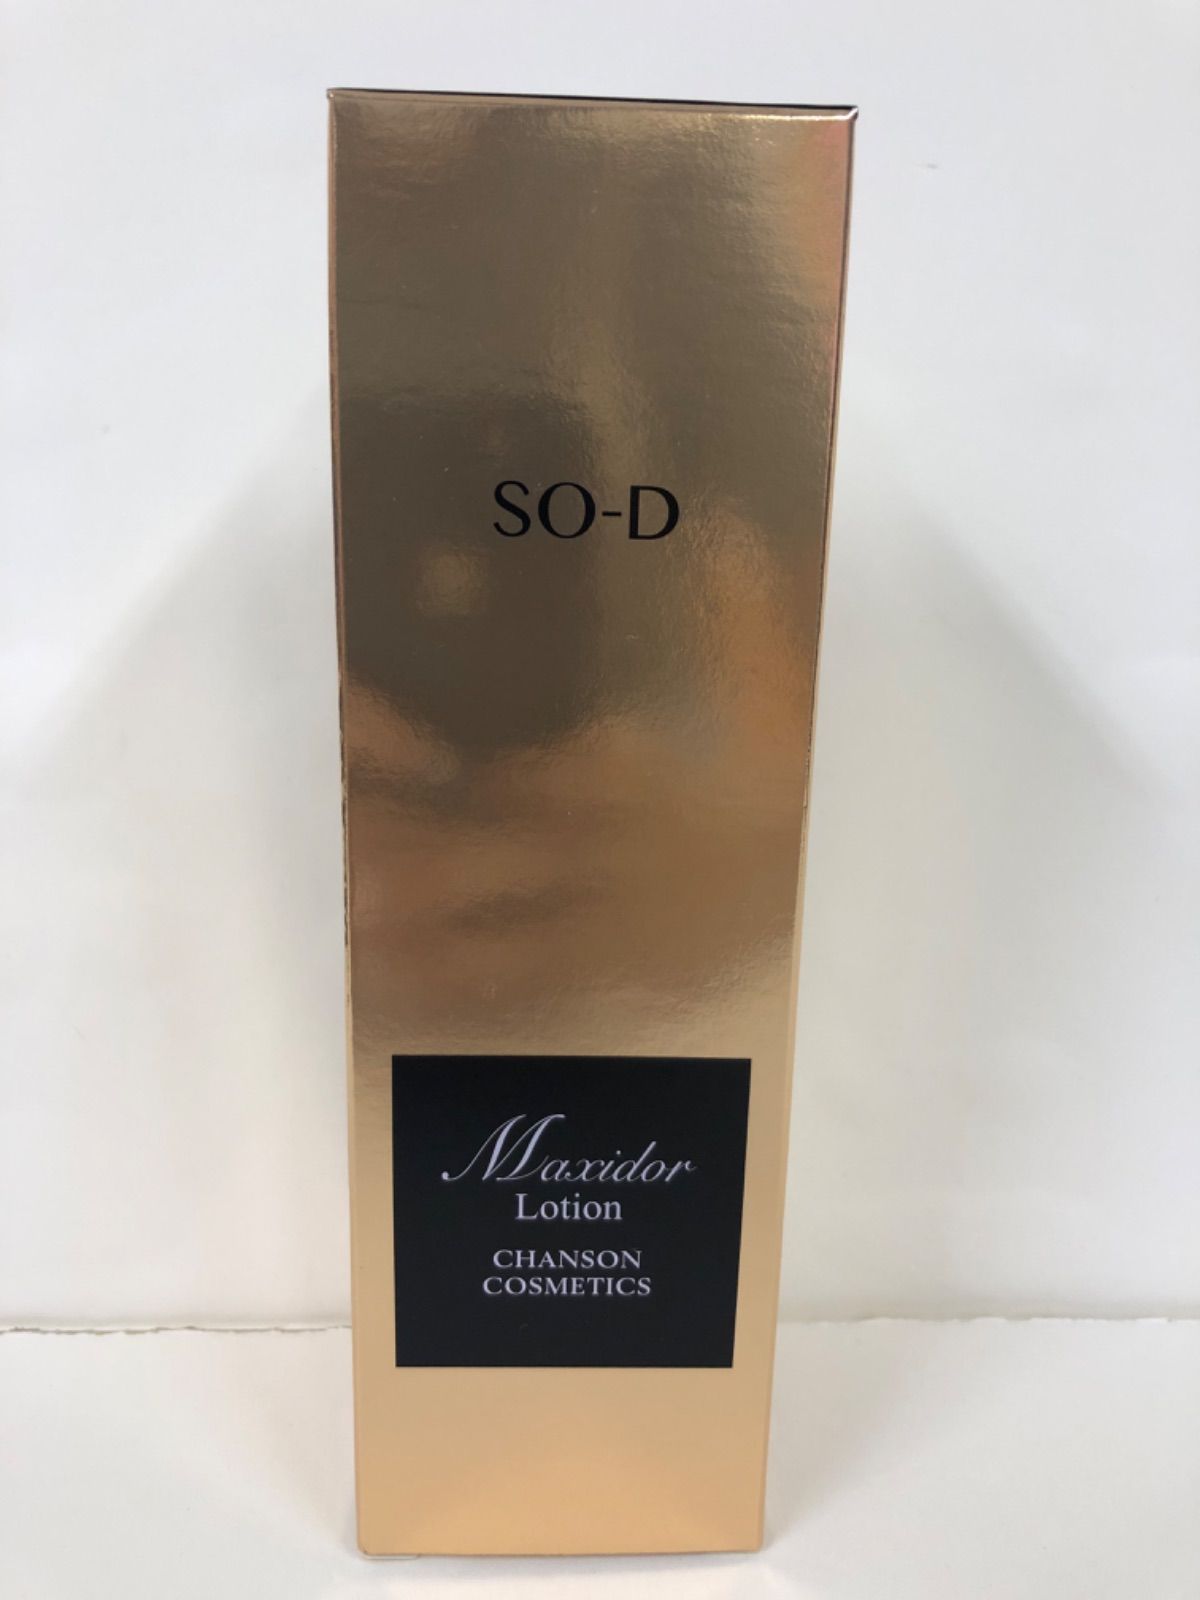 SO-D
Maxidor
Lotion
CHANSON
COSMETICS